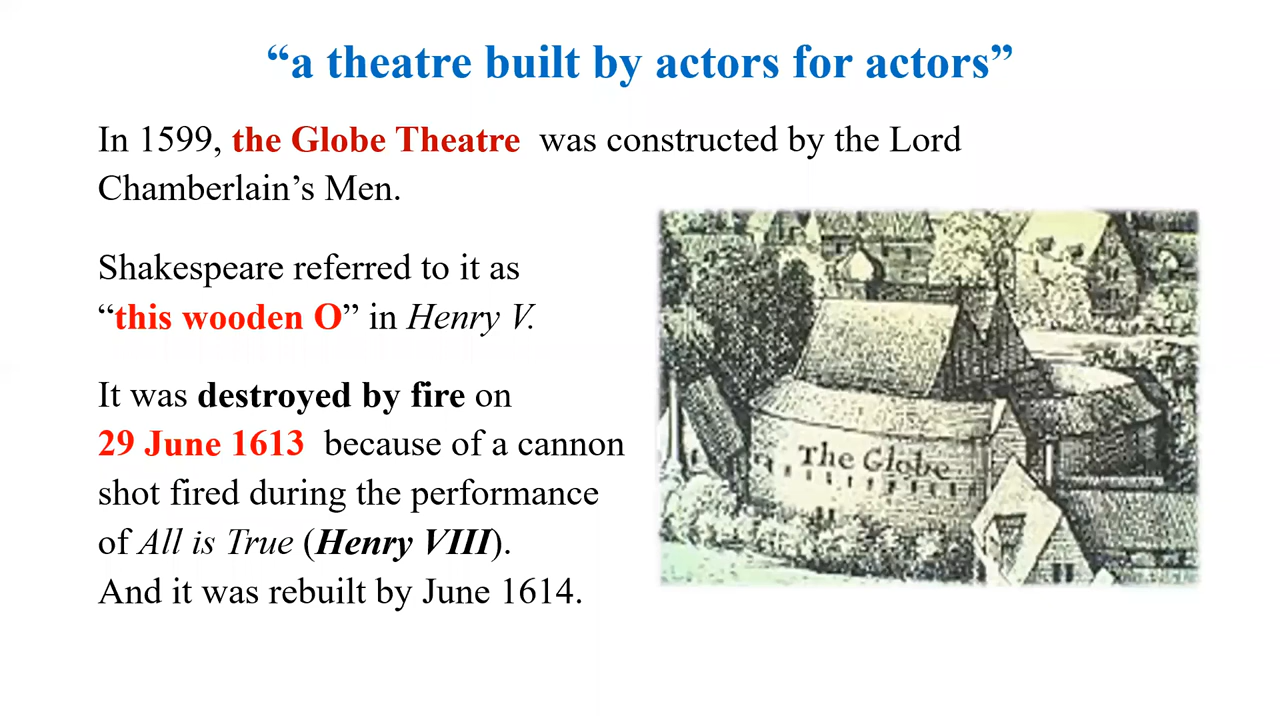 “a theatre built by actors for actors”
In 1599, the Globe Theatre was constructed by the Lord
Chamberlain’s Men.
Shakespeare referred to it as
“this wooden O” in Henry V.
It was destroyed by fire on
29 June 1613 because of a cannon
shot fired during the performance
of All is True (Henry VIII).
And it was rebuilt by June 1614.
The Globe